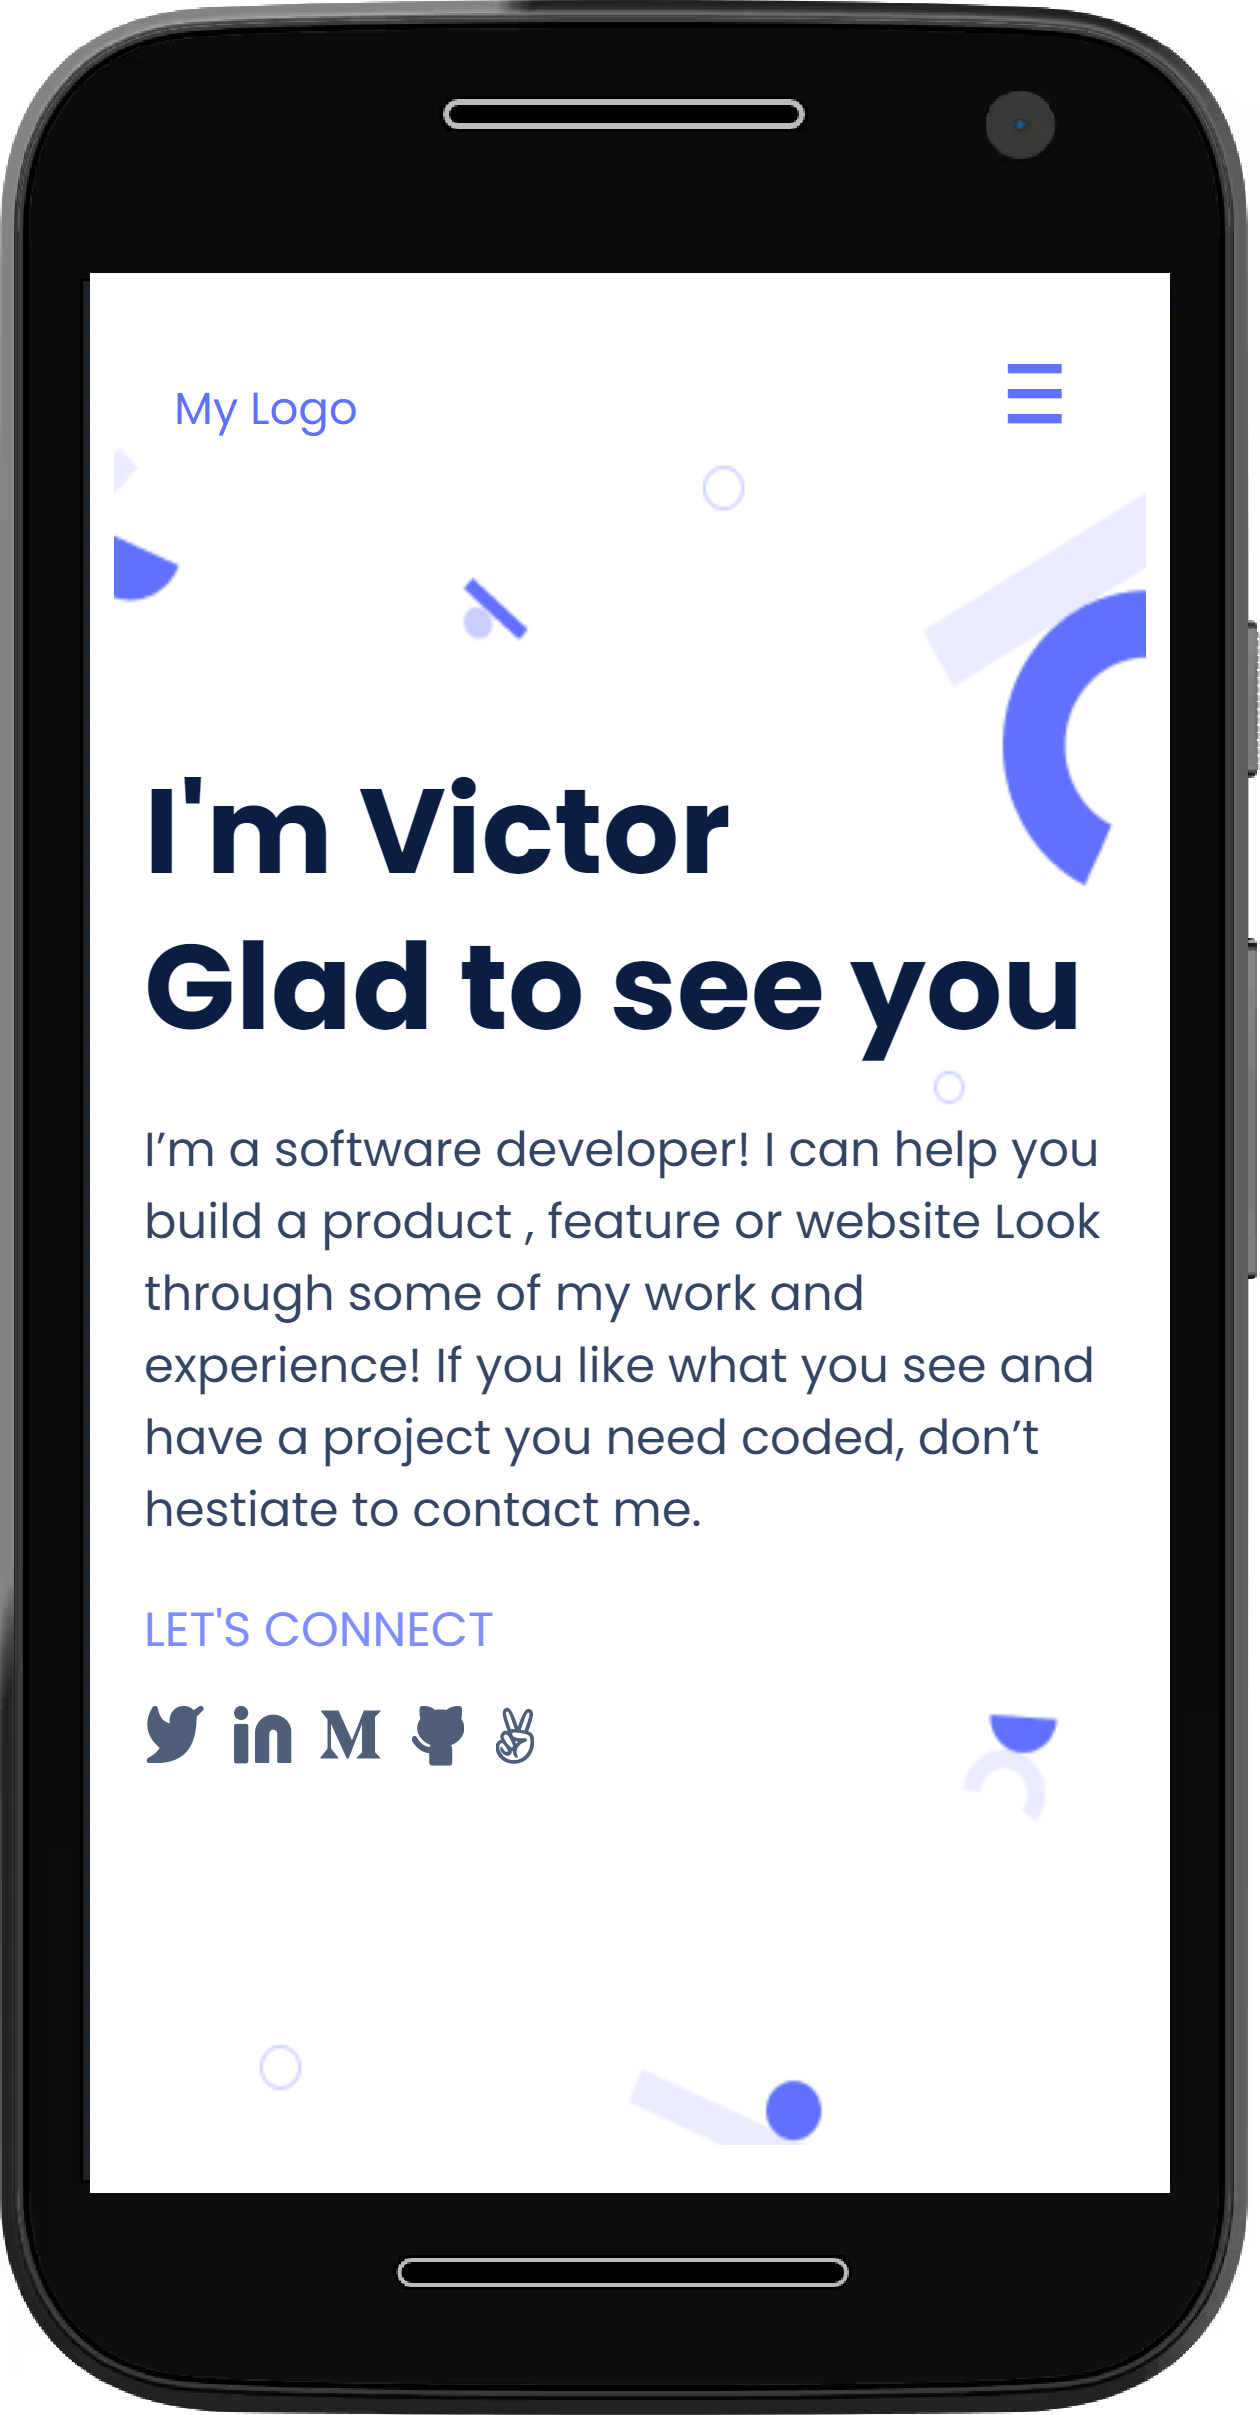 My Logo
I'm Victor
Glad to see you
I’m a software developer! I can help you
build a product , feature or website Look
through some of my work and
experience! If you like what you see and
have a project you need coded, don’t
hestiate to contact me.
LET'S CONNECT